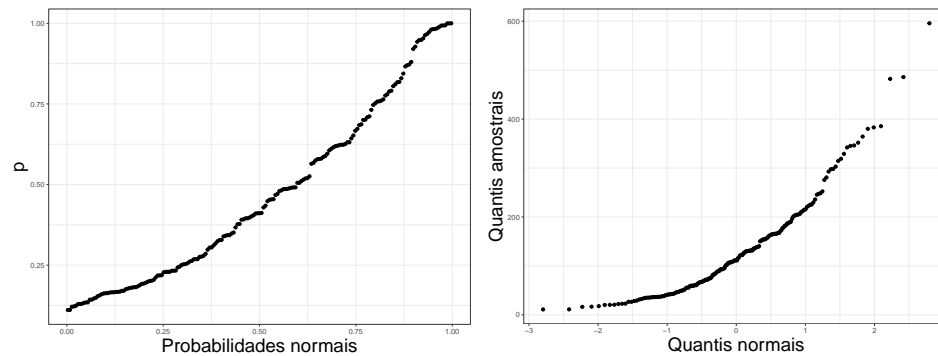 1.00
0.75
0.50
0.25
p
0.00 0.25 0.50 0.75 1.00
Probabilidades normais
600
400
200
0
Quantis amostrais
−3 −2 −1 0 1 2
Quantis normais